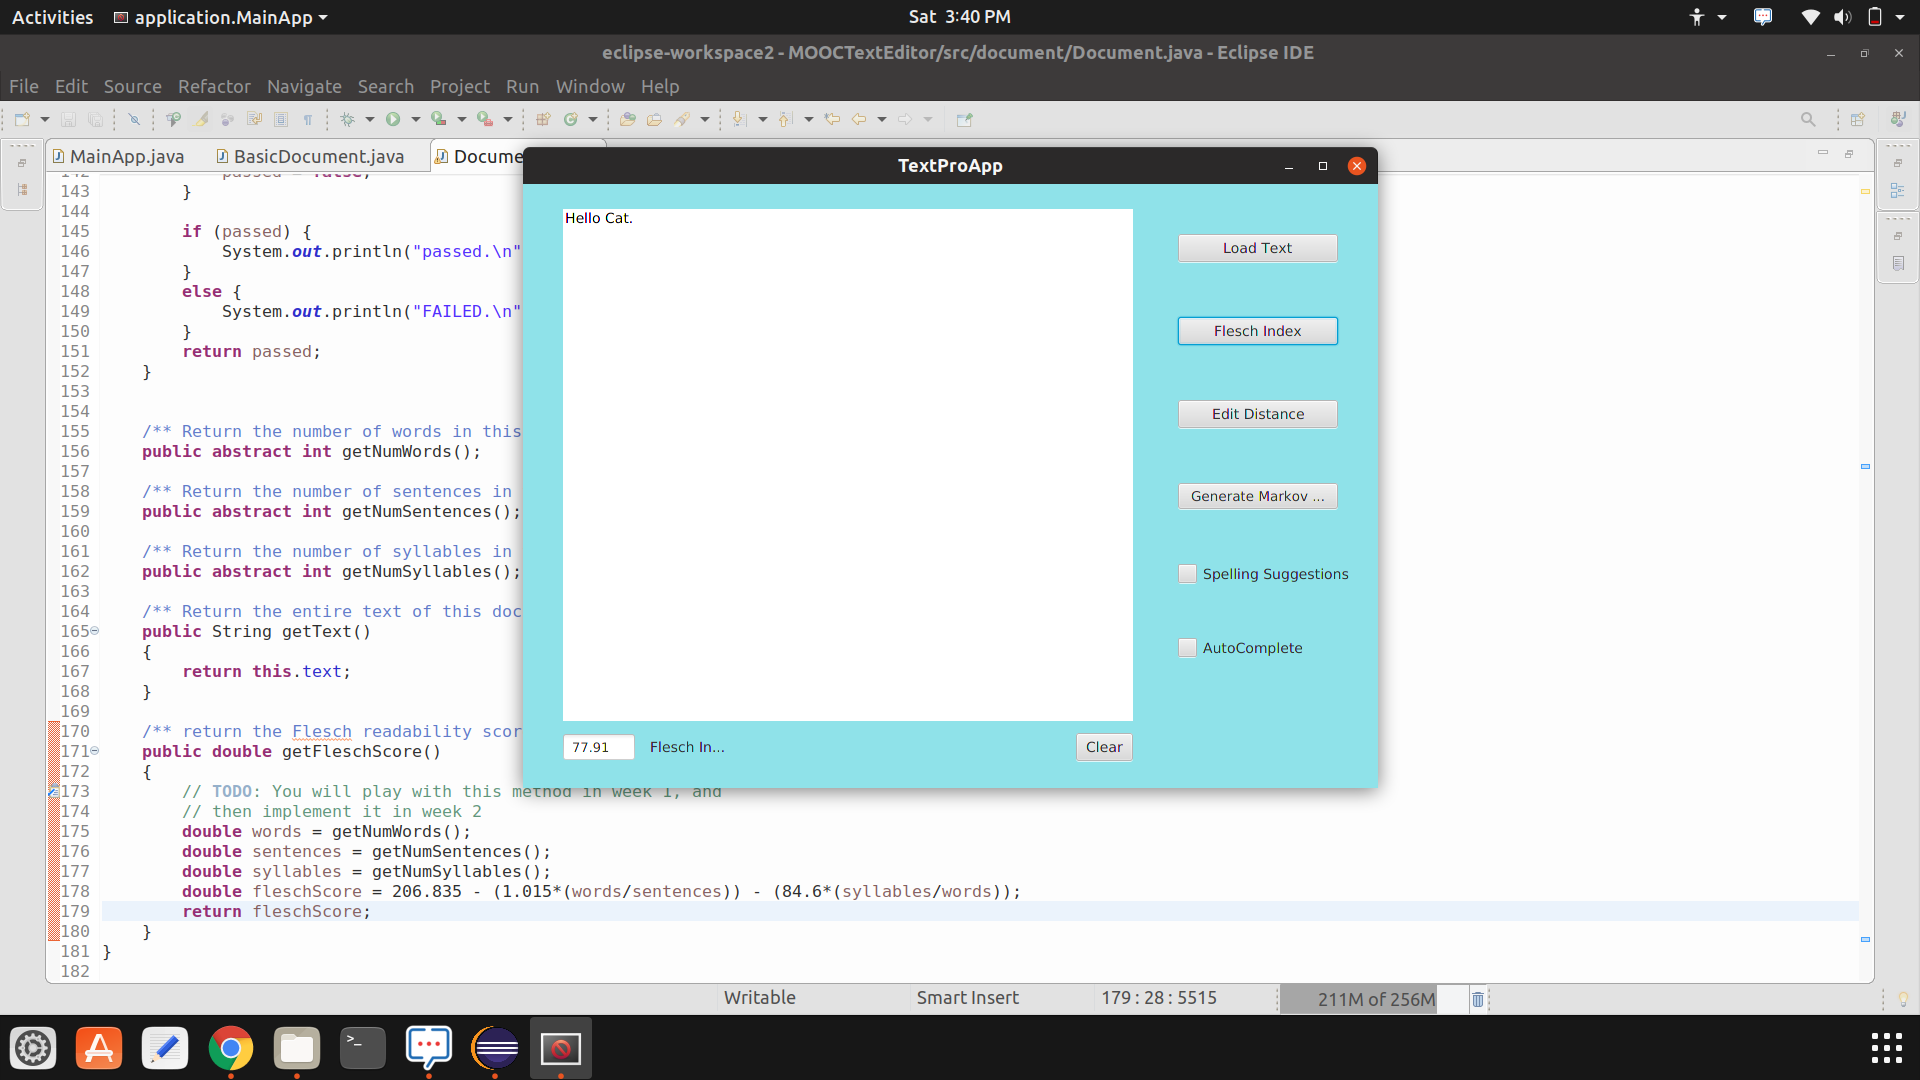 Activities
application.MainApp
Sat 3:40 PM
eclipse-workspace2 - MOOCTextEditor/src/document/Document.java - Eclipse IDE
File Edit Source Refactor Navigate Search Project Run Window Help
MainApp.java
BasicDocument.java
Docume
TextProApp
Hello Cat.
Load Text
Flesch Index
Edit Distance
Generate Markov ...
Spelling Suggestions
AutoComplete
77.91
Flesch In...
Clear
142 passed = false;
143 }
144
145 if (passed) {
146 System.out.println("passed.\n"
147 }
148 else {
149 System.out.println("FAILED.\n"
150 }
151 return passed;
152 }
153
154
155 /** Return the number of words in this
156 public abstract int getNumWords();
157
158 /** Return the number of sentences in
159 public abstract int getNumSentences();
160
161 /** Return the number of syllables in
162 public abstract int getNumSyllables();
163
164 /** Return the entire text of this doc
165 public String getText()
166 {
167 return this.text;
168 }
169
170 /** return the Flesch readability scor
171 public double getFleschScore()
172 {
173 // TODO: You will play with this method in week 1, and
174 // then implement it in week 2
175 double words = getNumWords();
176 double sentences = getNumSentences();
177 double syllables = getNumSyllables();
178 double fleschScore = 206.835 - (1.015*(words/sentences)) - (84.6*(syllables/words));
179 return fleschScore;
180 }
181 }
182
Writable
Smart Insert
179 : 28 : 5515
211M of 256M